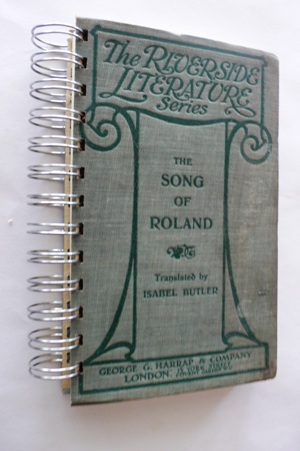 The RIVERSIDE
LITERATURE
Series
THE
SONG
OF
ROLAND
Translated by
ISABEL BUTLER
GEORGE G. HARRAP & COMPANY
LONDON